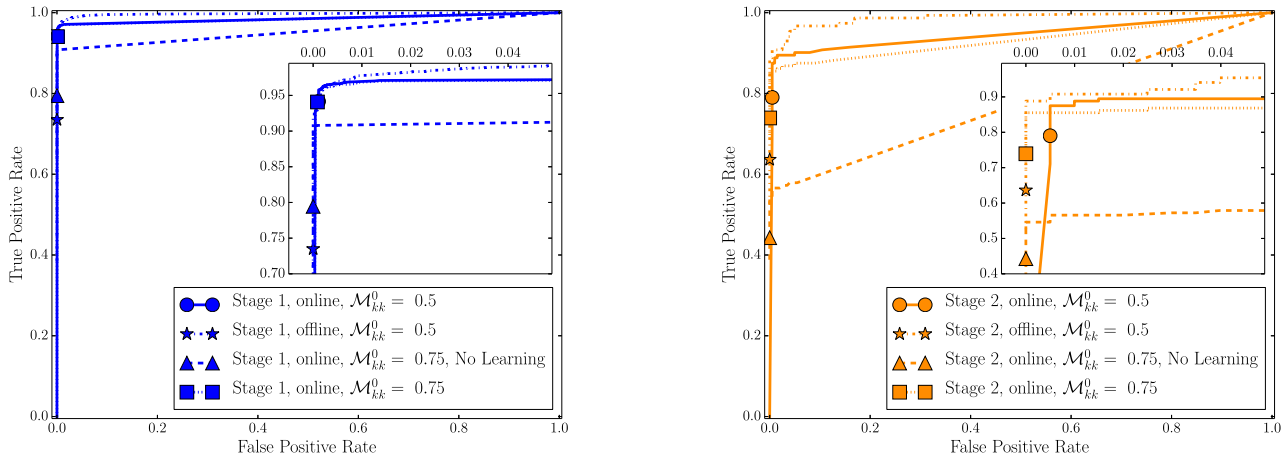 1.0
0.8
0.6
0.4
0.2
0.0
True Positive Rate
0.00 0.01 0.02 0.03 0.04
0.95
0.90
0.85
0.80
0.75
0.70
Stage 1, online, ℳ⁰ₖₖ = 0.5
Stage 1, offline, ℳ⁰ₖₖ = 0.5
Stage 1, online, ℳ⁰ₖₖ = 0.75, No Learning
Stage 1, online, ℳ⁰ₖₖ = 0.75
0.0 0.2 0.4 0.6 0.8 1.0
False Positive Rate
1.0
0.8
0.6
0.4
0.2
0.0
True Positive Rate
0.00 0.01 0.02 0.03 0.04
0.9
0.8
0.7
0.6
0.5
0.4
Stage 2, online, ℳ⁰ₖₖ = 0.5
Stage 2, offline, ℳ⁰ₖₖ = 0.5
Stage 2, online, ℳ⁰ₖₖ = 0.75, No Learning
Stage 2, online, ℳ⁰ₖₖ = 0.75
0.0 0.2 0.4 0.6 0.8 1.0
False Positive Rate